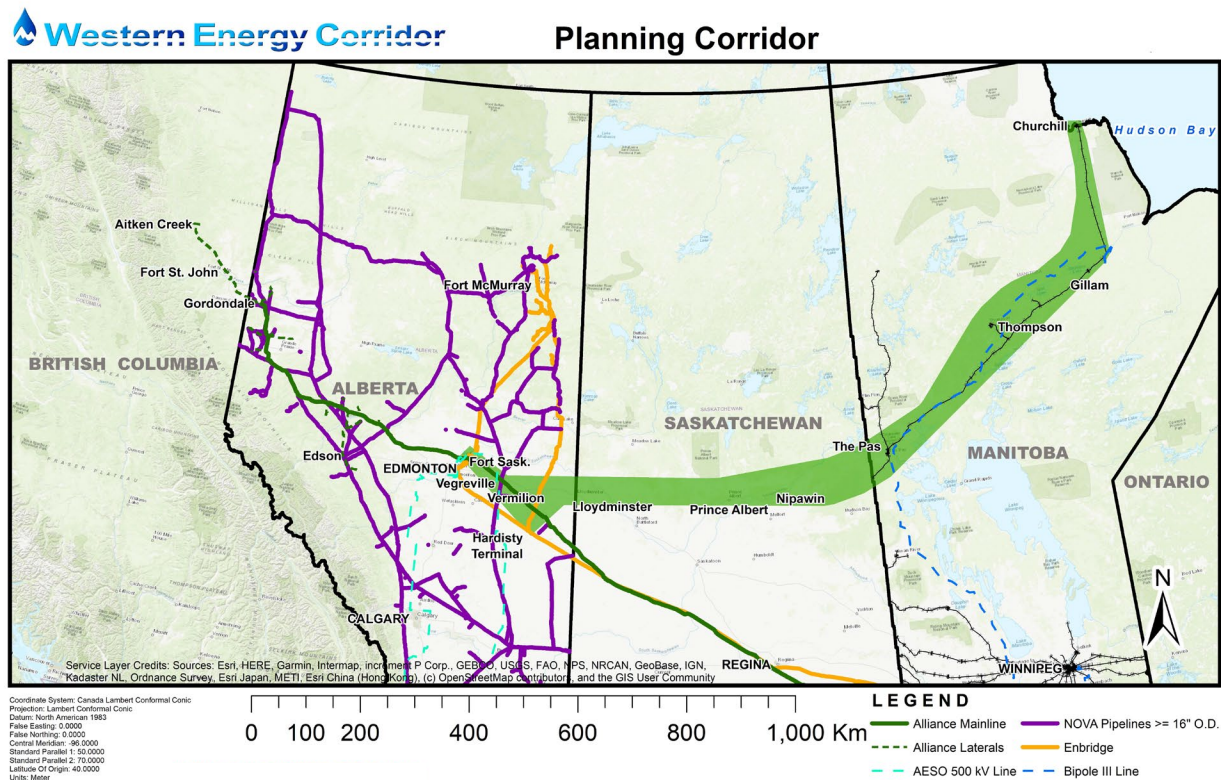 Western Energy Corridor
Planning Corridor
Churchill
Hudson Bay
Aitken Creek
Fort St. John
Gordondale
Fort McMurray
Gillam
Thompson
BRITISH COLUMBIA
ALBERTA
SASKATCHEWAN
MANITOBA
ONTARIO
The Pas
Edson
EDMONTON
Fort Sask.
Vegreville
Vermilion
Lloydminster
Prince Albert
Nipawin
Hardisty
Terminal
CALGARY
REGINA
WINNIPEG
N
Service Layer Credits: Sources: Esri, HERE, Garmin, Intermap, increment P Corp., GEBCO, USGS, FAO, NPS, NRCAN, GeoBase, IGN,
Kadaster NL, Ordnance Survey, Esri Japan, METI, Esri China (Hong Kong), (c) OpenStreetMap contributors, and the GIS User Community
Coordinate System: Canada Lambert Conformal Conic
Projection: Lambert Conformal Conic
Datum: North American 1983
False Easting: 0.0000
False Northing: 0.0000
Central Meridian: -96.0000
Standard Parallel 1: 50.0000
Standard Parallel 2: 70.0000
Latitude Of Origin: 40.0000
Units: Meter
0 100 200 400 600 800 1,000 Km
LEGEND
Alliance Mainline
NOVA Pipelines >= 16" O.D.
Alliance Laterals
Enbridge
AESO 500 kV Line
Bipole III Line